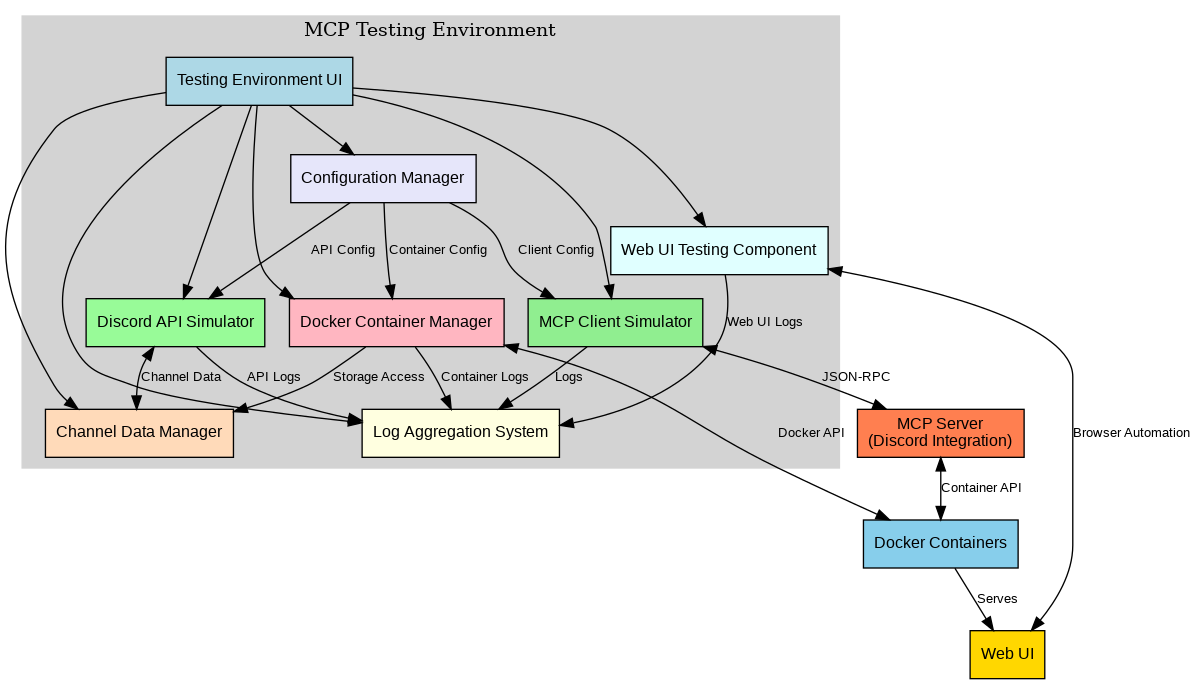 MCP Testing Environment
Testing Environment UI
Configuration Manager
API Config
Container Config
Client Config
Web UI Testing Component
Discord API Simulator
Docker Container Manager
MCP Client Simulator
Web UI Logs
Channel Data
API Logs
Storage Access
Container Logs
Logs
JSON-RPC
Channel Data Manager
Log Aggregation System
Docker API
MCP Server
(Discord Integration)
Browser Automation
Container API
Docker Containers
Serves
Web UI